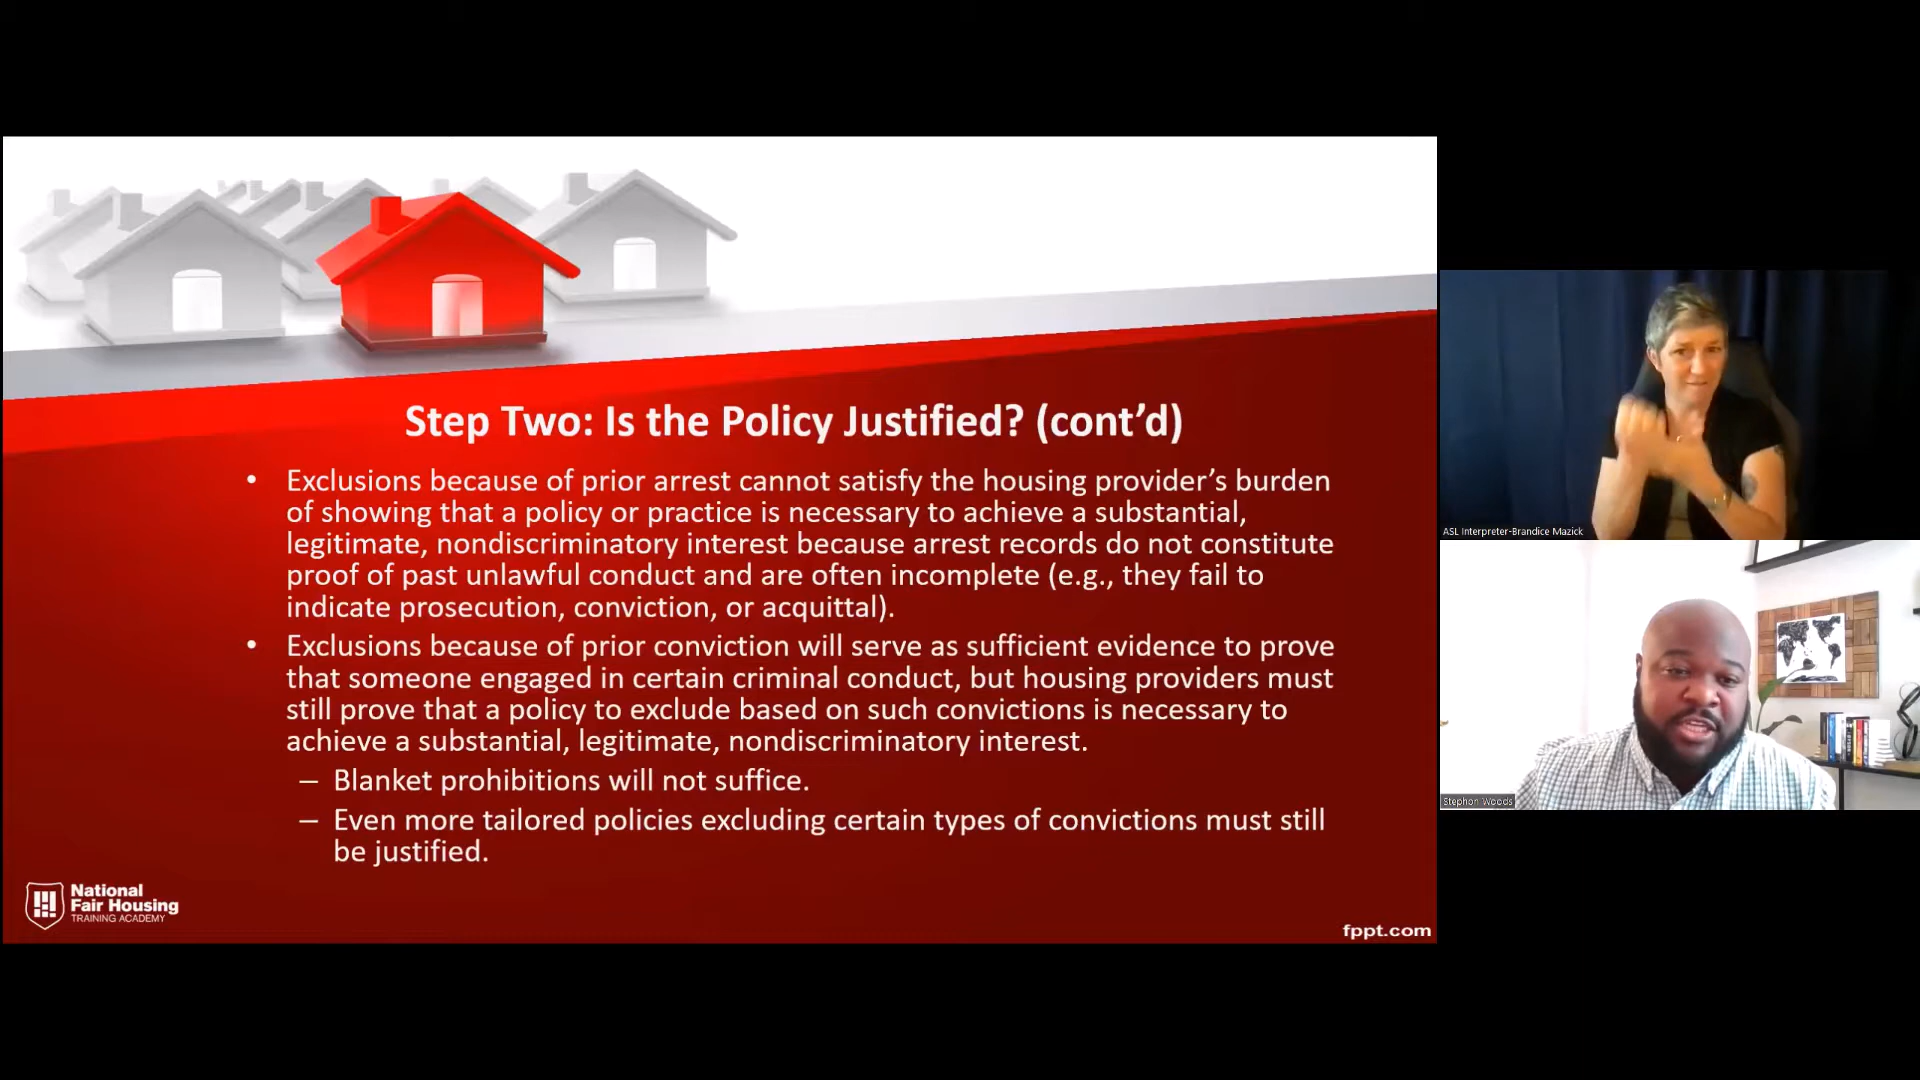 Step Two: Is the Policy Justified? (cont’d)
• Exclusions because of prior arrest cannot satisfy the housing provider’s burden
of showing that a policy or practice is necessary to achieve a substantial,
legitimate, nondiscriminatory interest because arrest records do not constitute
proof of past unlawful conduct and are often incomplete (e.g., they fail to
indicate prosecution, conviction, or acquittal).
• Exclusions because of prior conviction will serve as sufficient evidence to prove
that someone engaged in certain criminal conduct, but housing providers must
still prove that a policy to exclude based on such convictions is necessary to
achieve a substantial, legitimate, nondiscriminatory interest.
– Blanket prohibitions will not suffice.
– Even more tailored policies excluding certain types of convictions must still
be justified.
National
Fair Housing
TRAINING ACADEMY
fppt.com
ASL Interpreter-Brandice Mazick
Stephon Woods